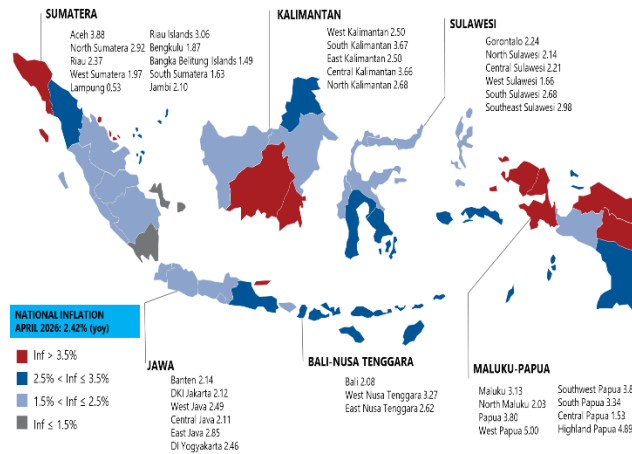 SUMATERA
Aceh 3.88
North Sumatera 2.92
Riau 2.37
West Sumatera 1.97
Lampung 0.53
Riau Islands 3.06
Bengkulu 1.87
Bangka Belitung Islands 1.49
South Sumatera 1.63
Jambi 2.10
KALIMANTAN
West Kalimantan 2.50
South Kalimantan 3.67
East Kalimantan 2.50
Central Kalimantan 3.66
North Kalimantan 2.68
SULAWESI
Gorontalo 2.24
North Sulawesi 2.14
Central Sulawesi 2.21
West Sulawesi 1.66
South Sulawesi 2.68
Southeast Sulawesi 2.98
NATIONAL INFLATION
APRIL 2026: 2.42% (yoy)
Inf > 3.5%
2.5% < Inf ≤ 3.5%
1.5% < Inf ≤ 2.5%
Inf ≤ 1.5%
JAWA
Banten 2.14
DKI Jakarta 2.12
West Java 2.49
Central Java 2.11
East Java 2.85
DI Yogyakarta 2.46
BALI-NUSA TENGGARA
Bali 2.08
West Nusa Tenggara 3.27
East Nusa Tenggara 2.62
MALUKU-PAPUA
Maluku 3.13
North Maluku 2.03
Papua 3.80
West Papua 5.00
Southwest Papua
South Papua 3.34
Central Papua 1.53
Highland Papua 4.89